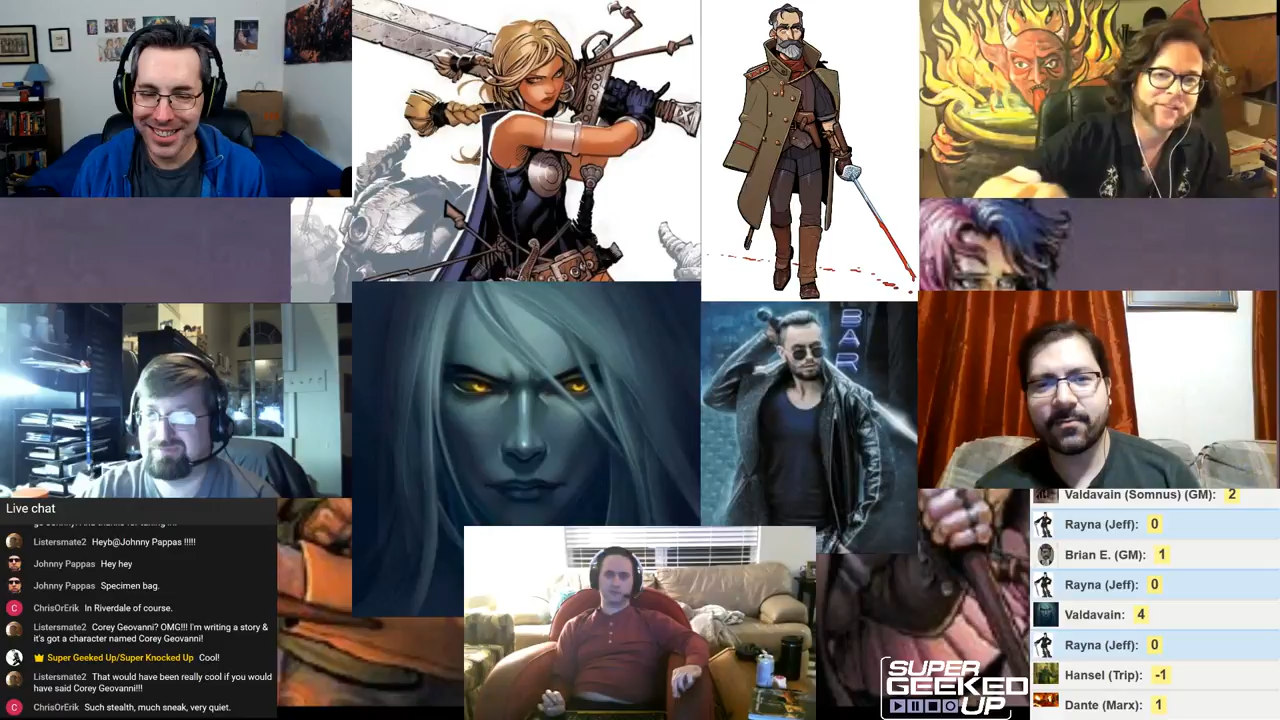 BAR
Live chat
Listersmate2 Heyb@Johnny Pappas !!!!!
Johnny Pappas Hey hey
Johnny Pappas Specimen bag.
C ChrisOrErik In Riverdale of course.
Listersmate2 Corey Geovanni? OMG!!! I'm writing a story &
it's got a character named Corey Geovanni!
Super Geeked Up/Super Knocked Up Cool!
Listersmate2 That would have been really cool if you would
have said Corey Geovanni!!!
C ChrisOrErik Such stealth, much sneak, very quiet.
SUPER
GEEKED
UP
Valdavain (Somnus) (GM): 2
Rayna (Jeff): 0
Brian E. (GM): 1
Rayna (Jeff): 0
Valdavain: 4
Rayna (Jeff): 0
Hansel (Trip): -1
Dante (Marx): 1